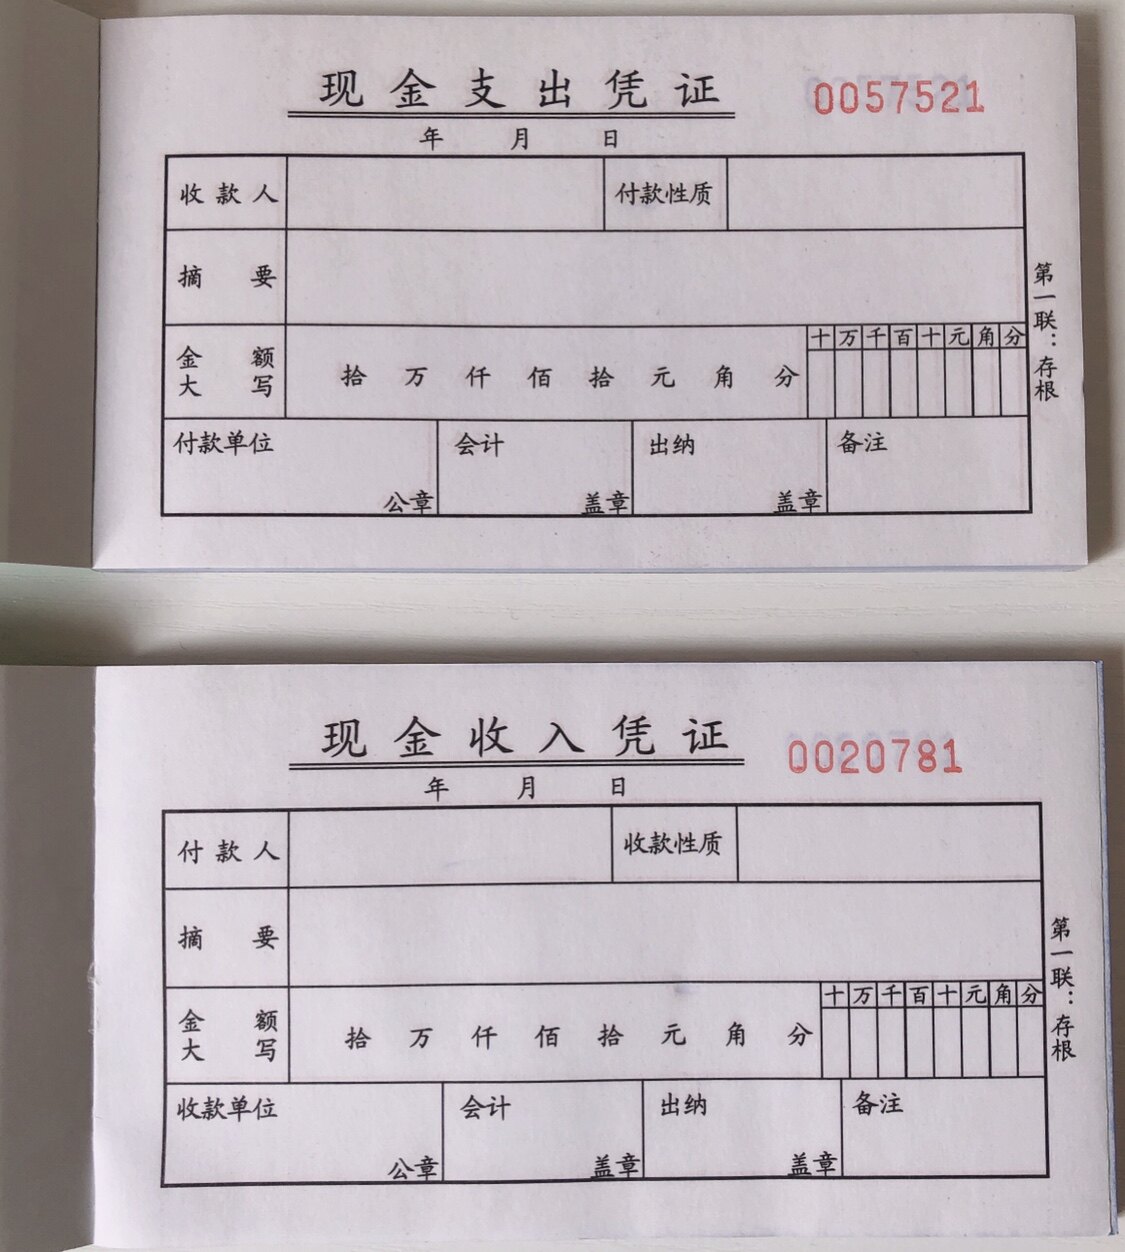 现金支出凭证
0057521
年 月 日
收款人 付款性质
摘要
十万千百十元角分
金额
大写
拾 万 仟 佰 拾 元 角 分
付款单位 会计 出纳 备注
公章 盖章 盖章
第一联：存根
现金收入凭证
0020781
年 月 日
付款人 收款性质
摘要
十万千百十元角分
金额
大写
拾 万 仟 佰 拾 元 角 分
收款单位 会计 出纳 备注
公章 盖章 盖章
第一联：存根